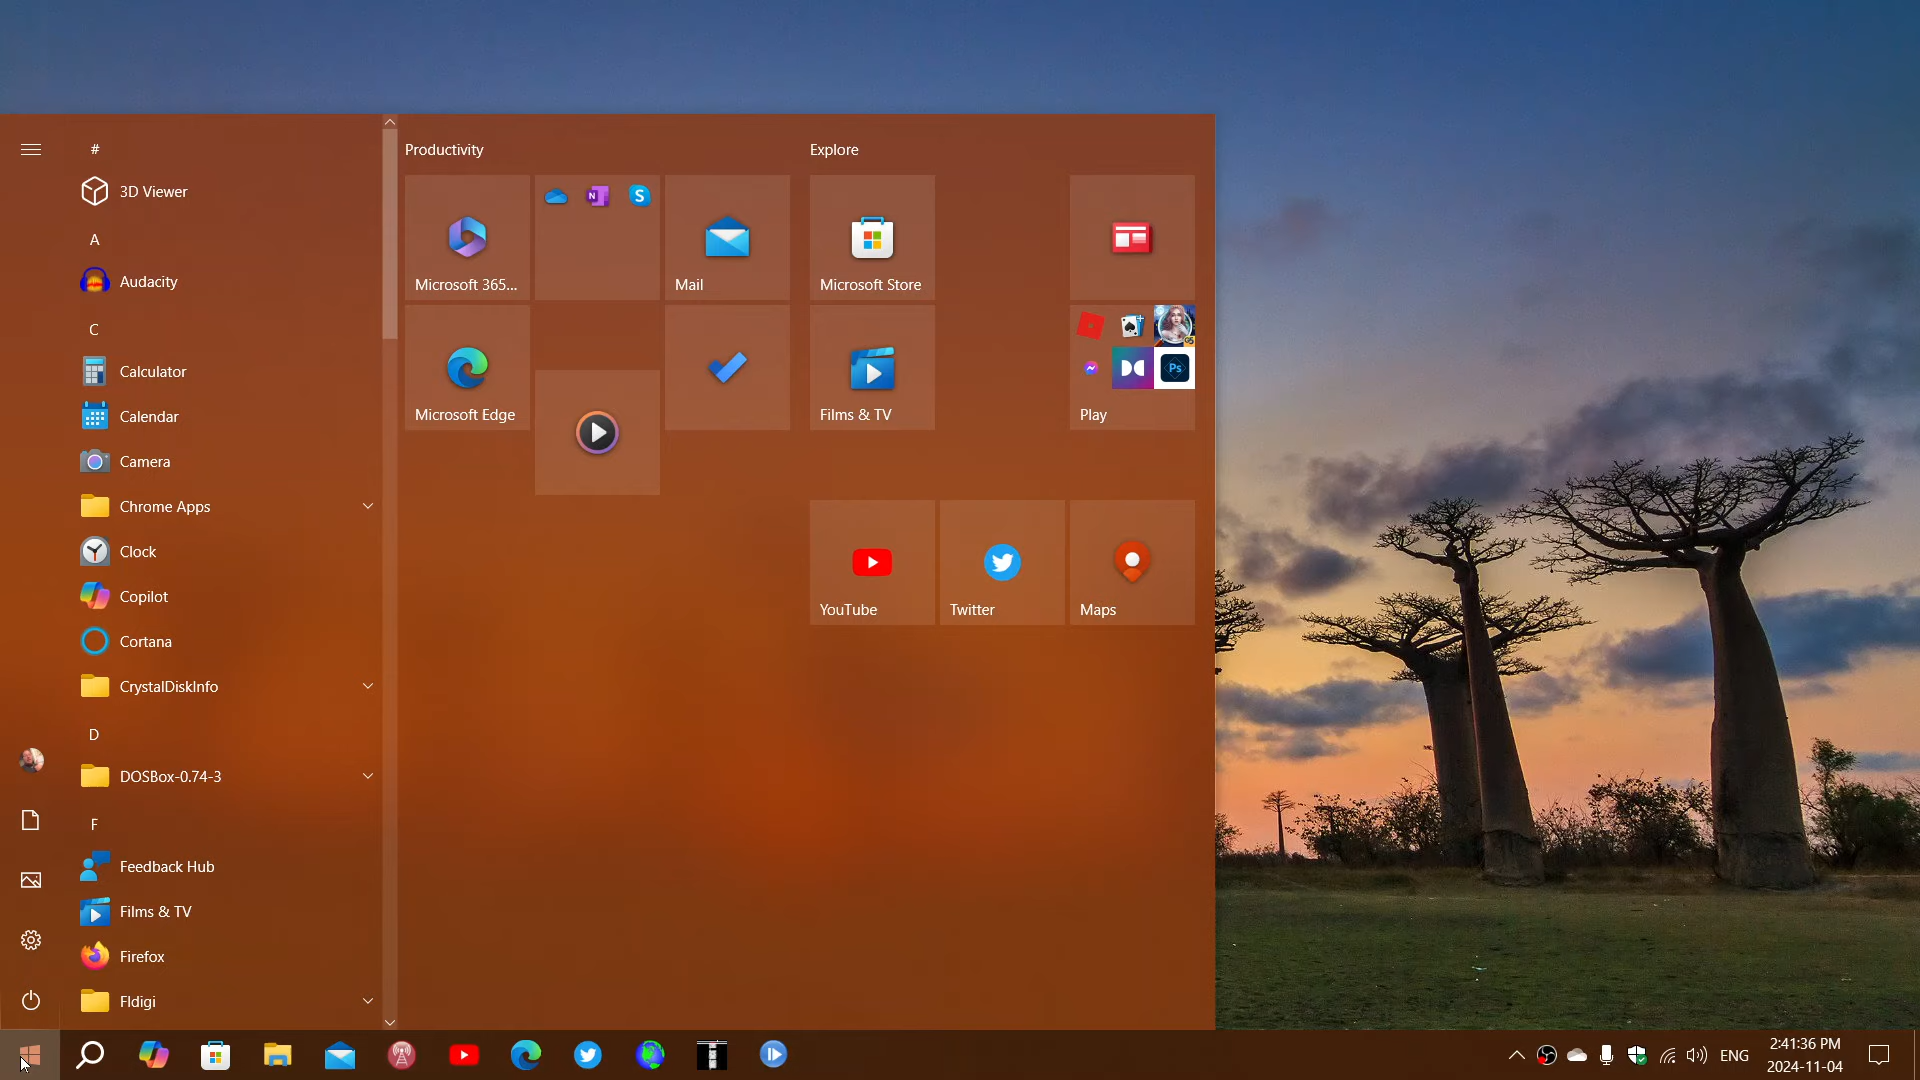 #
3D Viewer
A
Audacity
C
Calculator
Calendar
Camera
Chrome Apps
Clock
Copilot
Cortana
CrystalDiskInfo
D
DOSBox-0.74-3
F
Feedback Hub
Films & TV
Firefox
Fldigi
Productivity
Microsoft 365...
N
S
Mail
Microsoft Edge
Explore
Microsoft Store
Films & TV
Ps
Play
YouTube
Twitter
Maps
ENG
2:41:36 PM
2024-11-04